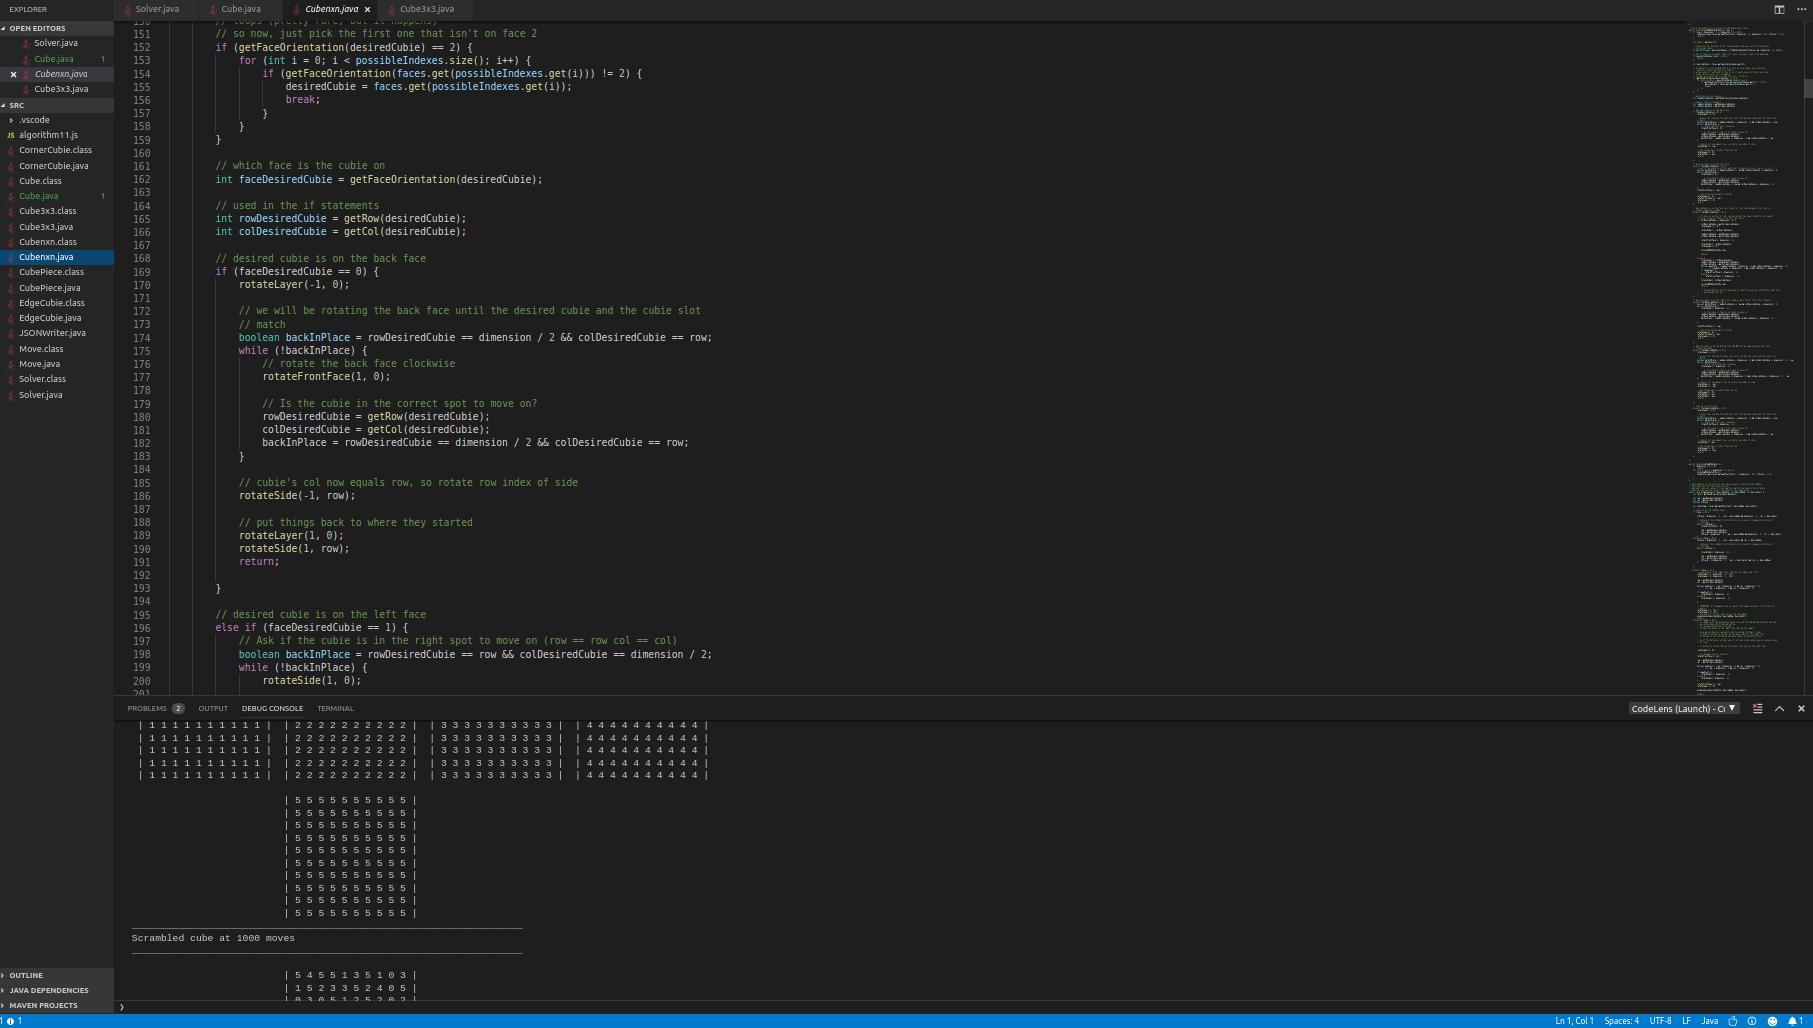 EXPLORER
OPEN EDITORS
Solver.java
Cube.java 1
Cubenxn.java
Cube3x3.java
SRC
.vscode
JS algorithm11.js
CornerCubie.class
CornerCubie.java
Cube.class
Cube.java 1
Cube3x3.class
Cube3x3.java
Cubenxn.class
Cubenxn.java
CubePiece.class
CubePiece.java
EdgeCubie.class
EdgeCubie.java
JSONWriter.java
Move.class
Move.java
Solver.class
Solver.java
OUTLINE
JAVA DEPENDENCIES
MAVEN PROJECTS
Solver.java Cube.java Cubenxn.java Cube3x3.java
150 // loops (pretty rare, but it happens)
151 // so now, just pick the first one that isn't on face 2
152 if (getFaceOrientation(desiredCubie) == 2) {
153 for (int i = 0; i < possibleIndexes.size(); i++) {
154 if (getFaceOrientation(faces.get(possibleIndexes.get(i))) != 2) {
155 desiredCubie = faces.get(possibleIndexes.get(i));
156 break;
157 }
158 }
159 }
160
161 // which face is the cubie on
162 int faceDesiredCubie = getFaceOrientation(desiredCubie);
163
164 // used in the if statements
165 int rowDesiredCubie = getRow(desiredCubie);
166 int colDesiredCubie = getCol(desiredCubie);
167
168 // desired cubie is on the back face
169 if (faceDesiredCubie == 0) {
170 rotateLayer(-1, 0);
171
172 // we will be rotating the back face until the desired cubie and the cubie slot
173 // match
174 boolean backInPlace = rowDesiredCubie == dimension / 2 && colDesiredCubie == row;
175 while (!backInPlace) {
176 // rotate the back face clockwise
177 rotateFrontFace(1, 0);
178
179 // Is the cubie in the correct spot to move on?
180 rowDesiredCubie = getRow(desiredCubie);
181 colDesiredCubie = getCol(desiredCubie);
182 backInPlace = rowDesiredCubie == dimension / 2 && colDesiredCubie == row;
183 }
184
185 // cubie's col now equals row, so rotate row index of side
186 rotateSide(-1, row);
187
188 // put things back to where they started
189 rotateLayer(1, 0);
190 rotateSide(1, row);
191 return;
192
193 }
194
195 // desired cubie is on the left face
196 else if (faceDesiredCubie == 1) {
197 // Ask if the cubie is in the right spot to move on (row == row col == col)
198 boolean backInPlace = rowDesiredCubie == row && colDesiredCubie == dimension / 2;
199 while (!backInPlace) {
200 rotateSide(1, 0);
201
PROBLEMS 2 OUTPUT DEBUG CONSOLE TERMINAL
CodeLens (Launch) - C
| 1 1 1 1 1 1 1 1 1 1 | | 2 2 2 2 2 2 2 2 2 2 | | 3 3 3 3 3 3 3 3 3 3 | | 4 4 4 4 4 4 4 4 4 4 |
| 1 1 1 1 1 1 1 1 1 1 | | 2 2 2 2 2 2 2 2 2 2 | | 3 3 3 3 3 3 3 3 3 3 | | 4 4 4 4 4 4 4 4 4 4 |
| 1 1 1 1 1 1 1 1 1 1 | | 2 2 2 2 2 2 2 2 2 2 | | 3 3 3 3 3 3 3 3 3 3 | | 4 4 4 4 4 4 4 4 4 4 |
| 1 1 1 1 1 1 1 1 1 1 | | 2 2 2 2 2 2 2 2 2 2 | | 3 3 3 3 3 3 3 3 3 3 | | 4 4 4 4 4 4 4 4 4 4 |
| 1 1 1 1 1 1 1 1 1 1 | | 2 2 2 2 2 2 2 2 2 2 | | 3 3 3 3 3 3 3 3 3 3 | | 4 4 4 4 4 4 4 4 4 4 |
| 5 5 5 5 5 5 5 5 5 5 |
| 5 5 5 5 5 5 5 5 5 5 |
| 5 5 5 5 5 5 5 5 5 5 |
| 5 5 5 5 5 5 5 5 5 5 |
| 5 5 5 5 5 5 5 5 5 5 |
| 5 5 5 5 5 5 5 5 5 5 |
| 5 5 5 5 5 5 5 5 5 5 |
| 5 5 5 5 5 5 5 5 5 5 |
| 5 5 5 5 5 5 5 5 5 5 |
| 5 5 5 5 5 5 5 5 5 5 |
Scrambled cube at 1000 moves
| 5 4 5 5 1 3 5 1 0 3 |
| 1 5 2 3 3 5 2 4 0 5 |
| 0 3 0 5 1 2 5 2 0 2 |
1 1 Ln 1, Col 1 Spaces: 4 UTF-8 LF Java 1